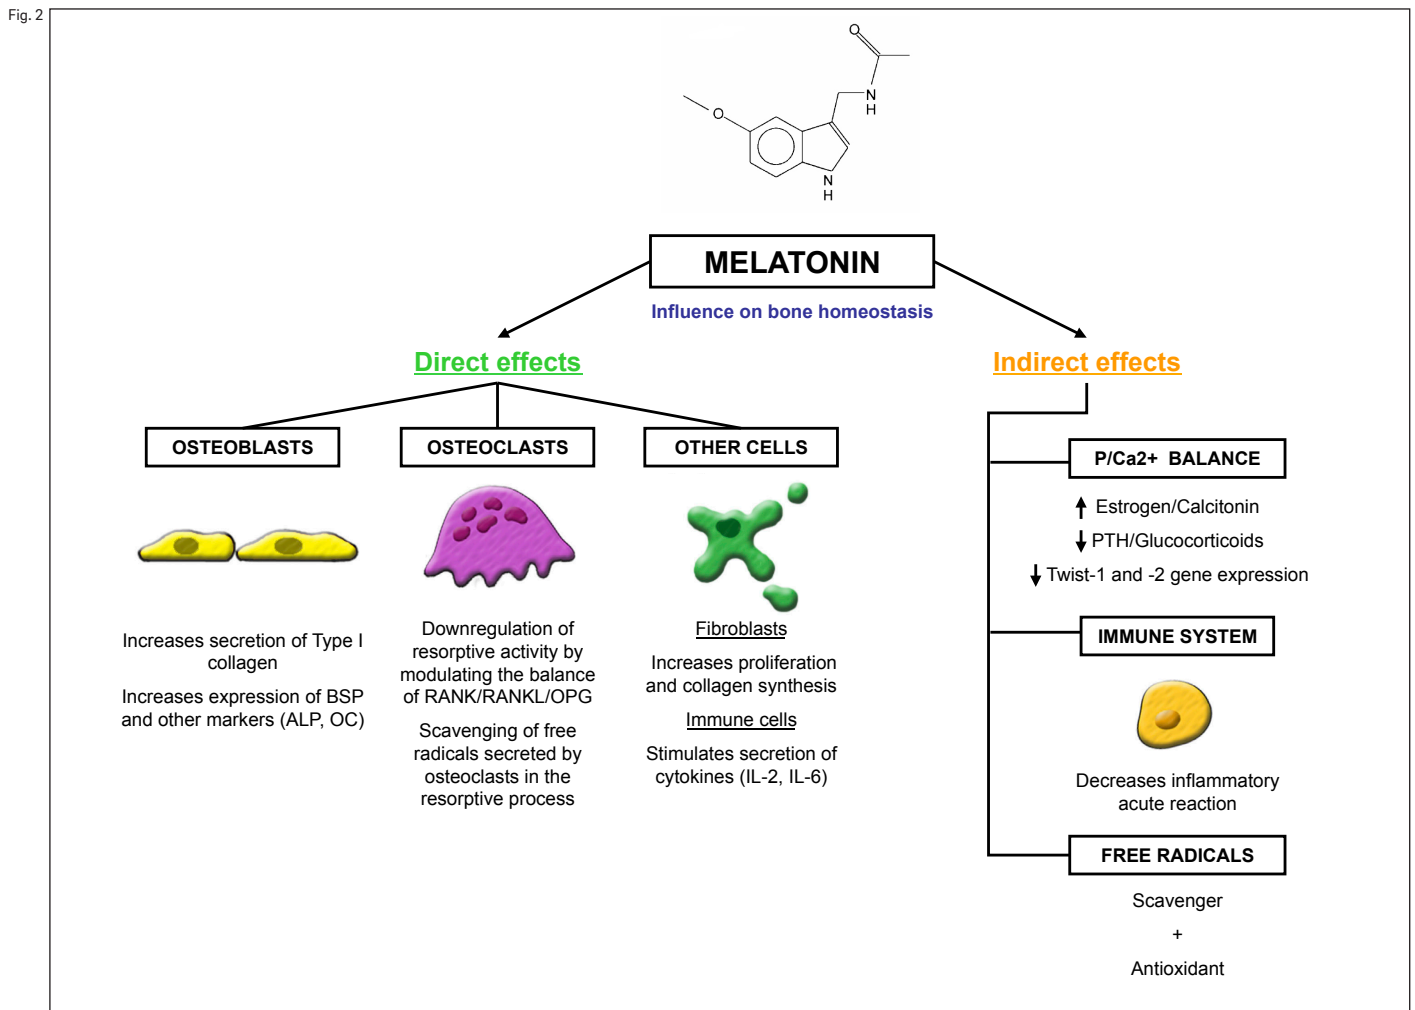 Fig. 2
O
N
H
O
N
H
MELATONIN
Influence on bone homeostasis
Direct effects
Indirect effects
OSTEOBLASTS
OSTEOCLASTS
OTHER CELLS
Increases secretion of Type I
collagen
Increases expression of BSP
and other markers (ALP, OC)
Downregulation of
resorptive activity by
modulating the balance
of RANK/RANKL/OPG
Scavenging of free
radicals secreted by
osteoclasts in the
resorptive process
Fibroblasts
Increases proliferation
and collagen synthesis
Immune cells
Stimulates secretion of
cytokines (IL-2, IL-6)
P/Ca2+ BALANCE
Estrogen/Calcitonin
PTH/Glucocorticoids
Twist-1 and -2 gene expression
IMMUNE SYSTEM
Decreases inflammatory
acute reaction
FREE RADICALS
Scavenger
+
Antioxidant